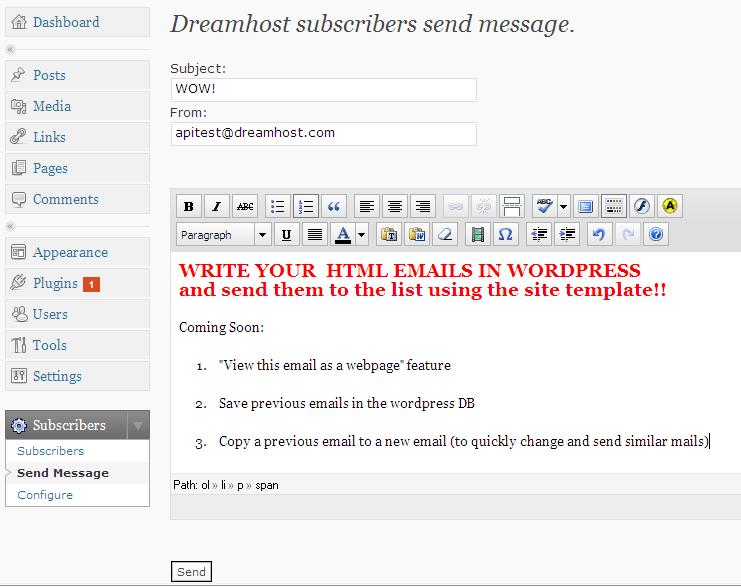 Dashboard
Posts
Media
Links
Pages
Comments
Appearance
Plugins 1
Users
Tools
Settings
Subscribers
Subscribers
Send Message
Configure
Dreamhost subscribers send message.
Subject:
WOW!
From:
apitest@dreamhost.com
B I ABC ABC
Paragraph U A T W Ω
WRITE YOUR HTML EMAILS IN WORDPRESS
and send them to the list using the site template!!
Coming Soon:
1. "View this email as a webpage" feature
2. Save previous emails in the wordpress DB
3. Copy a previous email to a new email (to quickly change and send similar mails)
Path: ol » li » p » span
Send